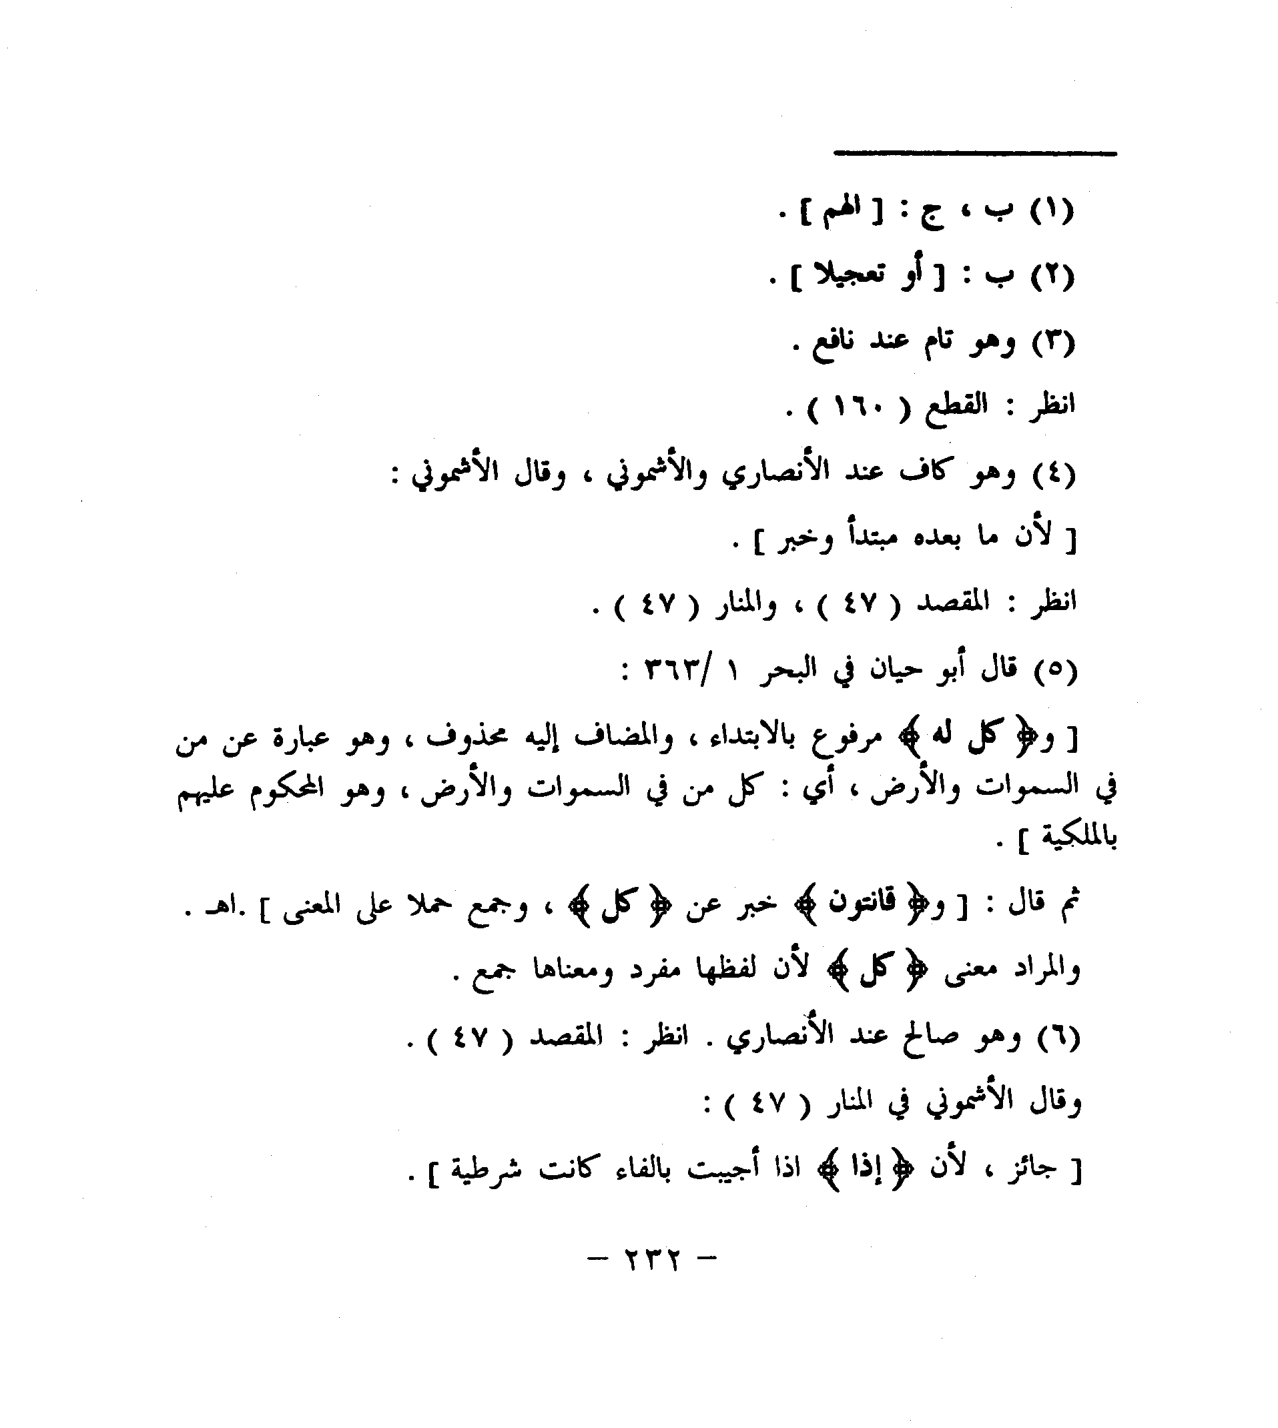 (١) ب ، ج : [ الهم ] .
(٢) ب : [ أو تعجيلا ] .
(٣) وهو تام عند نافع .
انظر : القطع ( ١٦٠ ) .
(٤) وهو كاف عند الأنصاري والأشموني ، وقال الأشموني :
[ لأن ما بعده مبتدأ وخبر ] .
انظر : المقصد ( ٤٧ ) ، والمنار ( ٤٧ ) .
(٥) قال أبو حيان في البحر ١ /٣٦٣ :
[ و﴿ كل له ﴾ مرفوع بالابتداء ، والمضاف إليه محذوف ، وهو عبارة عن من
في السموات والأرض ، أي : كل من في السموات والأرض ، وهو المحكوم عليهم
بالملكية ] .
ثم قال : [ و﴿ قانتون ﴾ خبر عن ﴿ كل ﴾ ، وجمع حملا على المعنى ] .اهـ .
والمراد معنى ﴿ كل ﴾ لأن لفظها مفرد ومعناها جمع .
(٦) وهو صالح عند الأنصاري . انظر : المقصد ( ٤٧ ) .
وقال الأشموني في المنار ( ٤٧ ) :
[ جائز ، لأن ﴿ إذا ﴾ اذا أجيبت بالفاء كانت شرطية ] .
– ٢٣٢ –